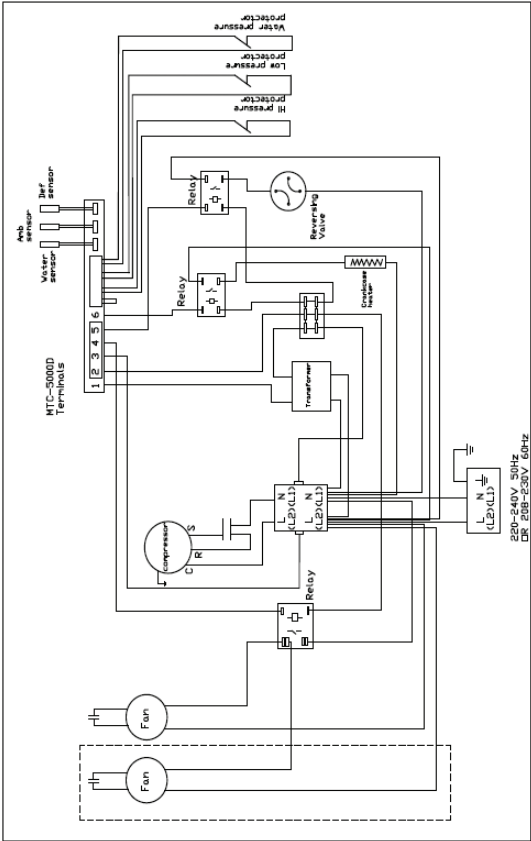 Water pressure
protector
Low pressure
protector
Hi pressure
protector
Def
sensor
Amb
sensor
Water
sensor
Relay
Reversing
Valve
Relay
Crankcase
heater
MTC-5000D
Terminals
1 2 3 4 5 6
Transformer
compressor
S
R
C
L N
(L2)(L1)
(L2)(L1)
L N
(L2)(L1)
220-240V 50Hz
OR 208-230V 60Hz
Relay
Fan
Fan